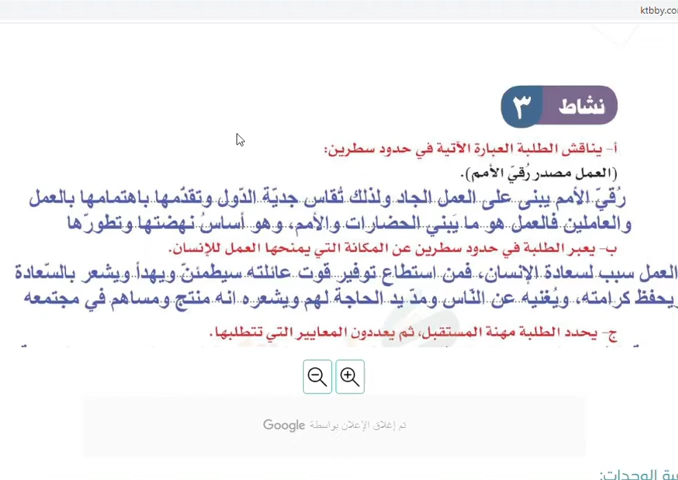 ktbby.co
نشاط ٣
أ- يناقش الطلبة العبارة الآتية في حدود سطرين:
(العمل مصدر رُقيّ الأمم).
رُقيّ الأمم يبنى على العمل الجاد ولذلك تُقاس جديّة الدّول وتقدّمها باهتمامها بالعمل
والعاملين فالعمل هو ما يَبني الحضارات والأمم، وهو أساسُ نهضتها وتطورّها
ب- يعبر الطلبة في حدود سطرين عن المكانة التي يمنحها العمل للإنسان.
العمل سبب لسعادة الإنسان، فمن استطاع توفير قوت عائلته سيطمئنّ ويهدأ ويشعر بالسّعادة
ويحفظ كرامته، ويُغنيه عن النّاس ومدّ يد الحاجة لهم ويشعره انه منتج ومساهم في مجتمعه
ج- يحدد الطلبة مهنة المستقبل، ثم يعددون المعايير التي تتطلبها.
تم إغلاق الإعلان بواسطة Google
ية الوحدات: